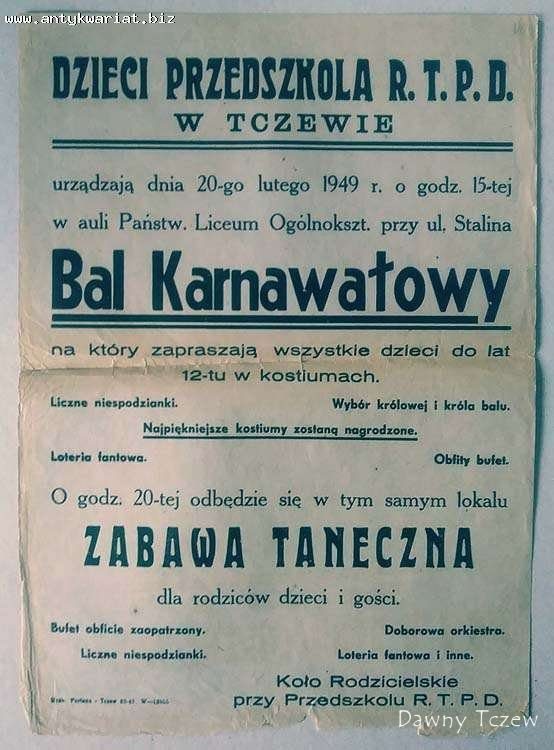 www.antykwariat.biz
DZIECI PRZEDSZKOLA R. T. P. D.
W TCZEWIE
urządzają dnia 20-go lutego 1949 r. o godz. 15-tej
w auli Państw. Liceum Ogólnokszt. przy ul. Stalina
Bal Karnawałowy
na który zapraszają wszystkie dzieci do lat
12-tu w kostiumach.
Liczne niespodzianki. Wybór królowej i króla balu.
Najpiękniejsze kostiumy zostaną nagrodzone.
Loteria fantowa. Obfity bufet.
O godz. 20-tej odbędzie się w tym samym lokalu
ZABAWA TANECZNA
dla rodziców dzieci i gości.
Bufet obficie zaopatrzony. Doborowa orkiestra.
Liczne niespodzianki. Loteria fantowa i inne.
Koło Rodzicielskie
przy Przedszkolu R. T. P. D.
Tczew
Dawny Tczew